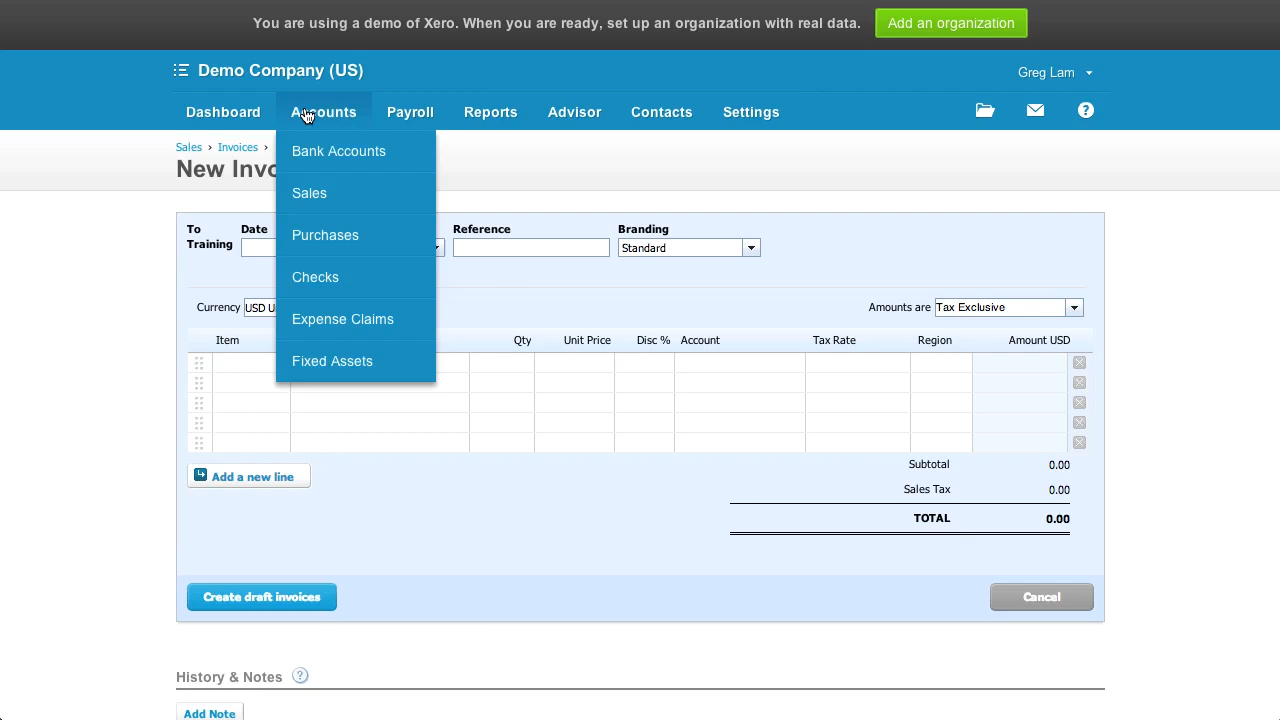 You are using a demo of Xero. When you are ready, set up an organization with real data. Add an organization
Demo Company (US)
Greg Lam
Dashboard Accounts Payroll Reports Advisor Contacts Settings
Sales › Invoices ›
New Invo
Bank Accounts
Sales
Purchases
Checks
Expense Claims
Fixed Assets
To
Training
Date
Reference
Branding
Standard
Currency USD U
Amounts are Tax Exclusive
Item Qty Unit Price Disc % Account Tax Rate Region Amount USD
Add a new line
Subtotal 0.00
Sales Tax 0.00
TOTAL 0.00
Create draft invoices
Cancel
History & Notes ?
Add Note